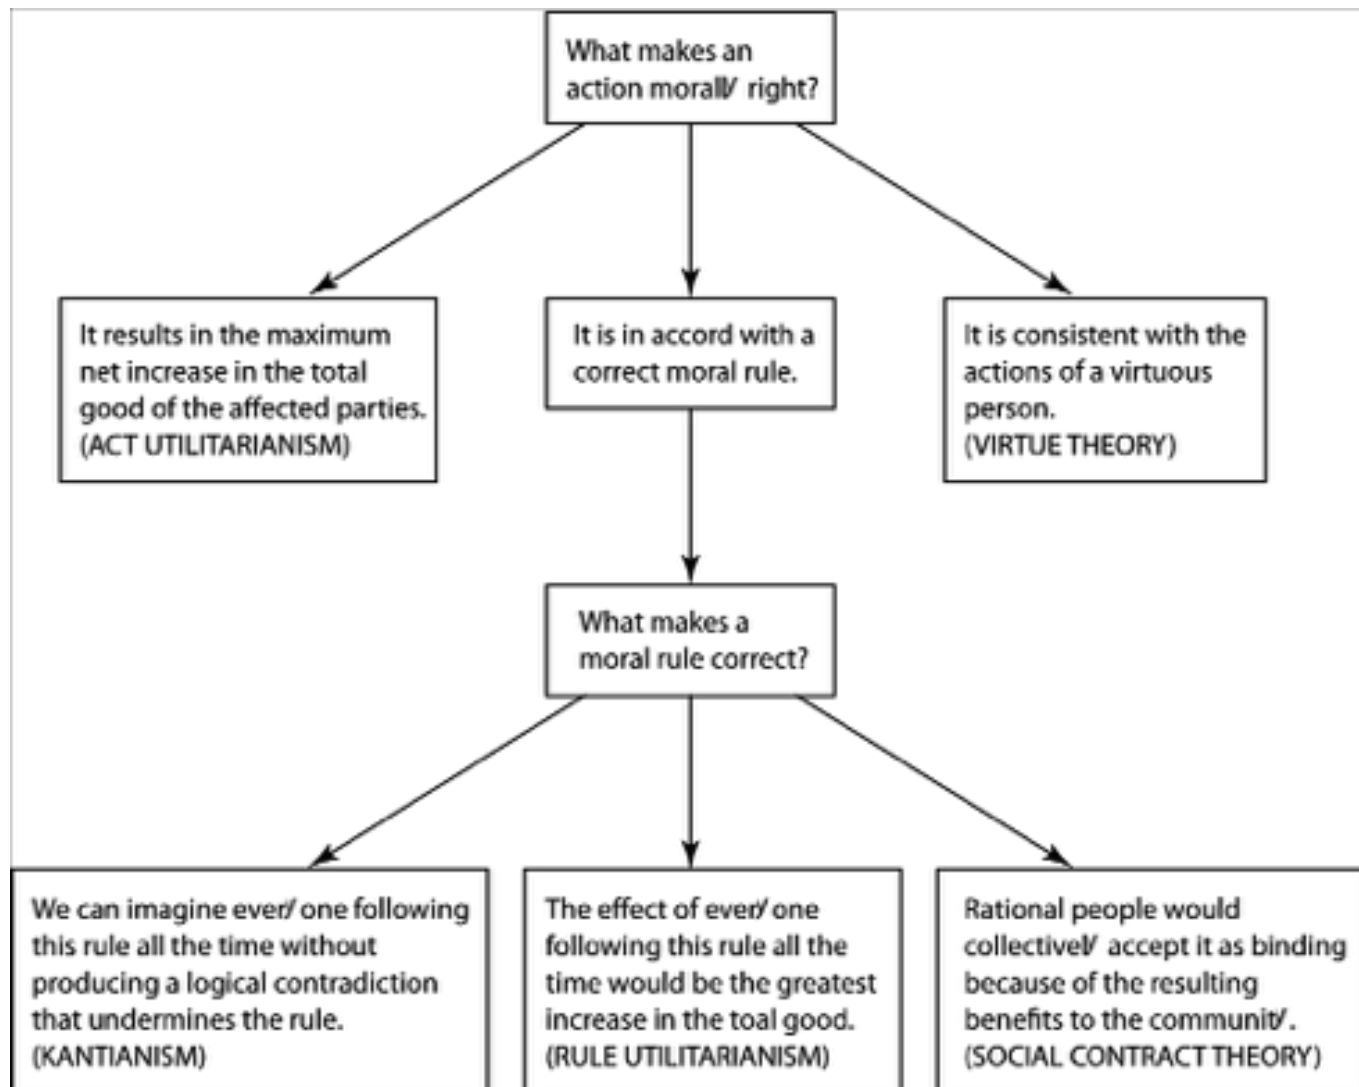 What makes an
action morally right?
It results in the maximum
net increase in the total
good of the affected parties.
(ACT UTILITARIANISM)
It is in accord with a
correct moral rule.
It is consistent with the
actions of a virtuous
person.
(VIRTUE THEORY)
What makes a
moral rule correct?
We can imagine every one following
this rule all the time without
producing a logical contradiction
that undermines the rule.
(KANTIANISM)
The effect of every one
following this rule all the
time would be the greatest
increase in the toal good.
(RULE UTILITARIANISM)
Rational people would
collectively accept it as binding
because of the resulting
benefits to the community.
(SOCIAL CONTRACT THEORY)